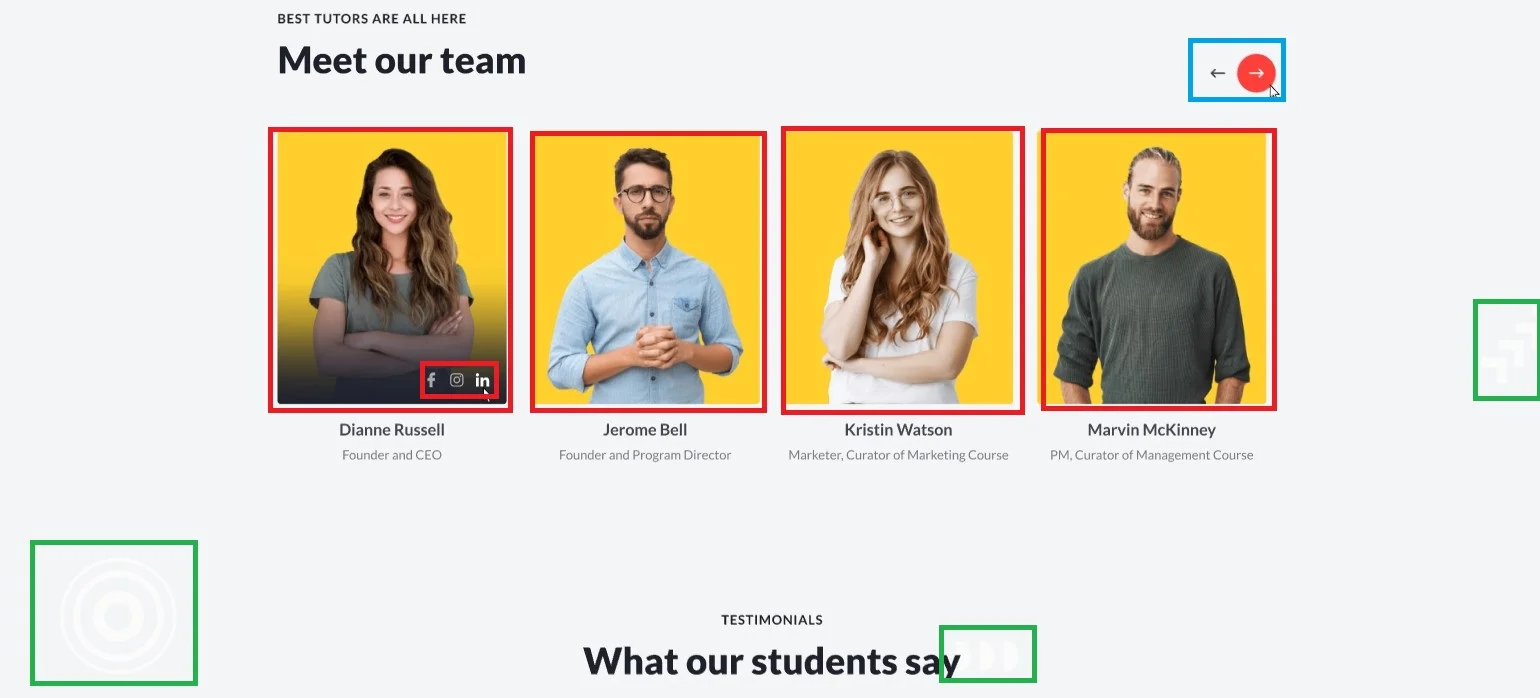 BEST TUTORS ARE ALL HERE
Meet our team
f in
Dianne Russell
Founder and CEO
Jerome Bell
Founder and Program Director
Kristin Watson
Marketer, Curator of Marketing Course
Marvin McKinney
PM, Curator of Management Course
TESTIMONIALS
What our students say